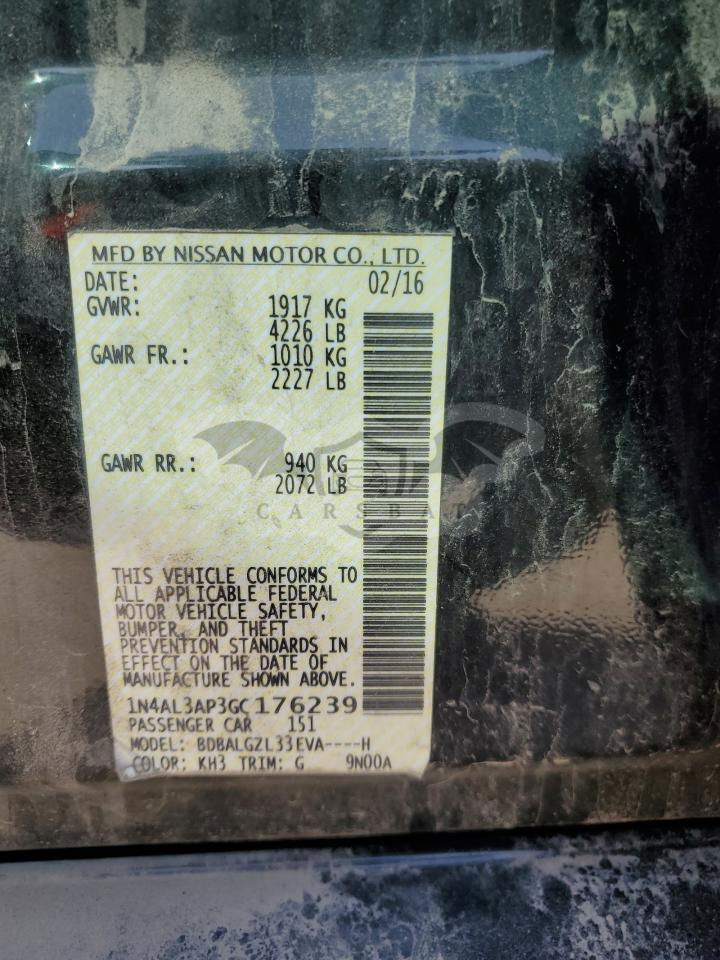 MFD BY NISSAN MOTOR CO., LTD.
DATE: 02/16
GVWR: 1917 KG
4226 LB
GAWR FR.: 1010 KG
2227 LB
GAWR RR.: 940 KG
2072 LB
CARSBAT
THIS VEHICLE CONFORMS TO
ALL APPLICABLE FEDERAL
MOTOR VEHICLE SAFETY,
BUMPER, AND THEFT
PREVENTION STANDARDS IN
EFFECT ON THE DATE OF
MANUFACTURE SHOWN ABOVE.
1N4AL3AP3GC176239
PASSENGER CAR 151
MODEL: BDBALGZL33EVA----H
COLOR: KH3 TRIM: G 9N00A